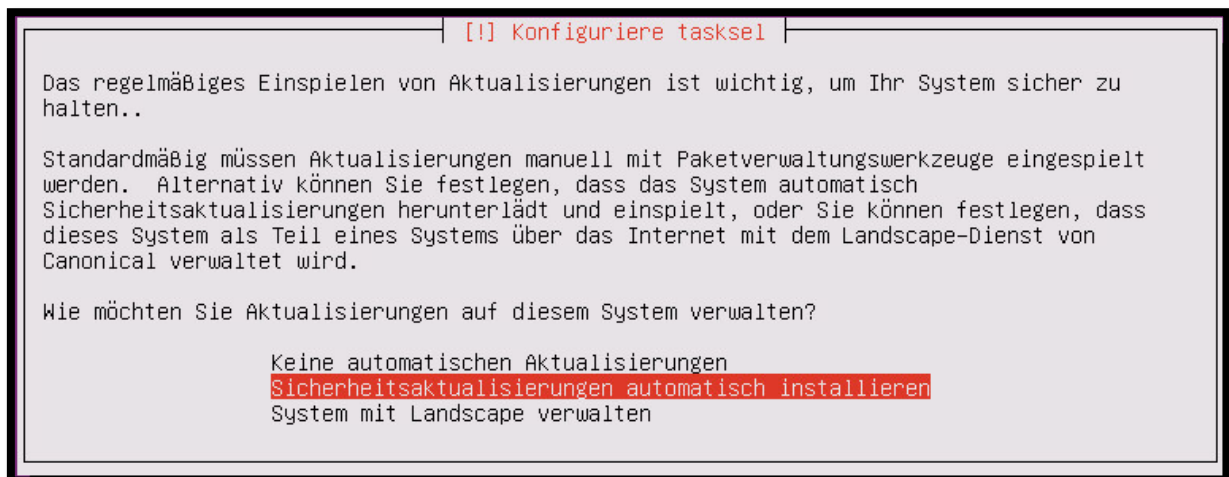 [!] Konfiguriere tasksel
Das regelmäßiges Einspielen von Aktualisierungen ist wichtig, um Ihr System sicher zu
halten..
Standardmäßig müssen Aktualisierungen manuell mit Paketverwaltungswerkzeuge eingespielt
werden.  Alternativ können Sie festlegen, dass das System automatisch
Sicherheitsaktualisierungen herunterlädt und einspielt, oder Sie können festlegen, dass
dieses System als Teil eines Systems über das Internet mit dem Landscape-Dienst von
Canonical verwaltet wird.
Wie möchten Sie Aktualisierungen auf diesem System verwalten?
Keine automatischen Aktualisierungen
Sicherheitsaktualisierungen automatisch installieren
System mit Landscape verwalten